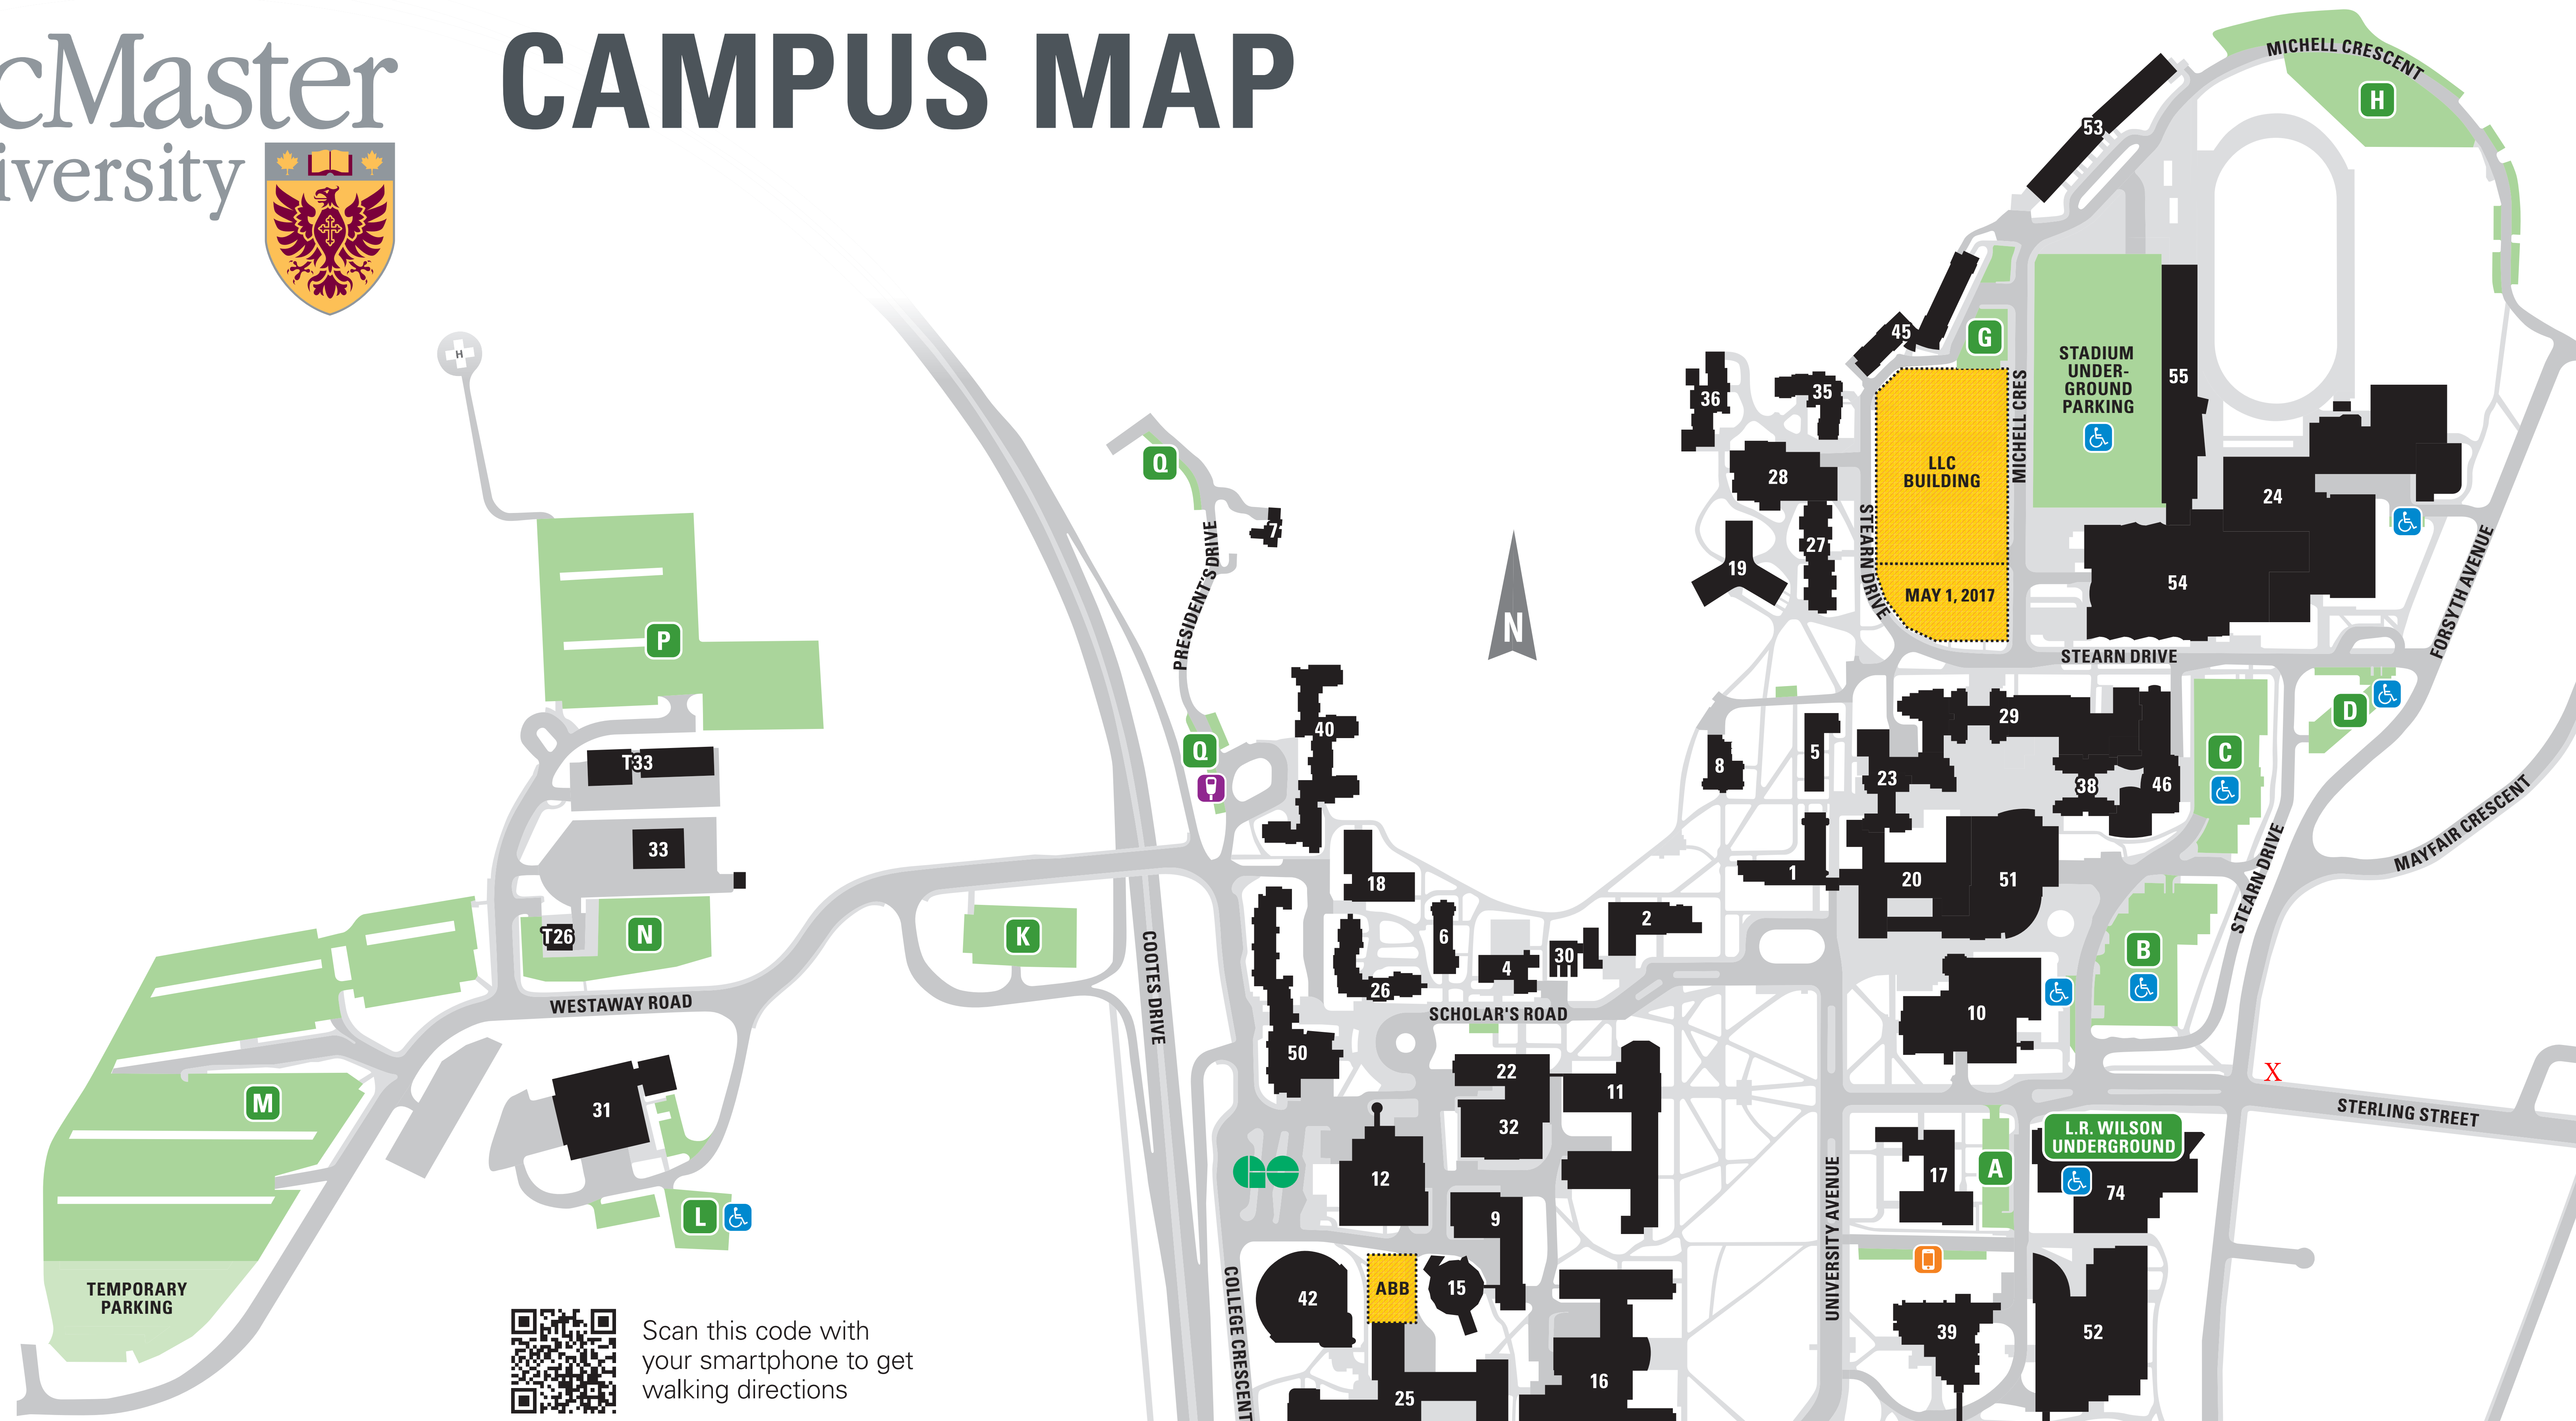 cMaster
iversity
CAMPUS MAP
MICHELL CRESCENT
H
53
45
G
36
35
STADIUM
UNDER-
GROUND
PARKING
55
MICHELL CRES
LLC
BUILDING
28
24
27
19
STEARN DRIVE
MAY 1, 2017
54
FORSYTH AVENUE
STEARN DRIVE
H
Q
7
PRESIDENT'S DRIVE
N
P
T33
33
T26
N
Q
40
18
K
COOTES DRIVE
WESTAWAY ROAD
M
31
L
TEMPORARY
PARKING
8
5
23
29
38
46
C
D
MAYFAIR CRESCENT
STEARN DRIVE
1
20
51
2
6
4
30
26
SCHOLAR'S ROAD
50
10
B
X
STERLING STREET
22
11
32
12
9
UNIVERSITY AVENUE
17
A
L.R. WILSON
UNDERGROUND
74
42
ABB
15
COLLEGE CRESCENT
16
25
39
52
Scan this code with
your smartphone to get
walking directions